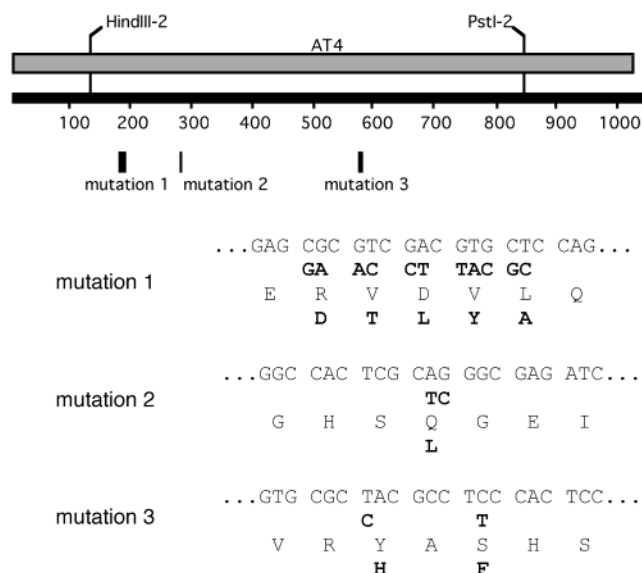 HindIII-2 PstI-2
AT4
100 200 300 400 500 600 700 800 900 1000
mutation 1 mutation 2 mutation 3
...GAG CGC GTC GAC GTG CTC CAG...
GA AC CT TAC GC
mutation 1
E R V D V L Q
D T L Y A
...GGC CAC TCG CAG GGC GAG ATC...
mutation 2
TC
G H S Q G E I
L
...GTG CGC TAC GCC TCC CAC TCC...
mutation 3
C T
V R Y A S H S
H F